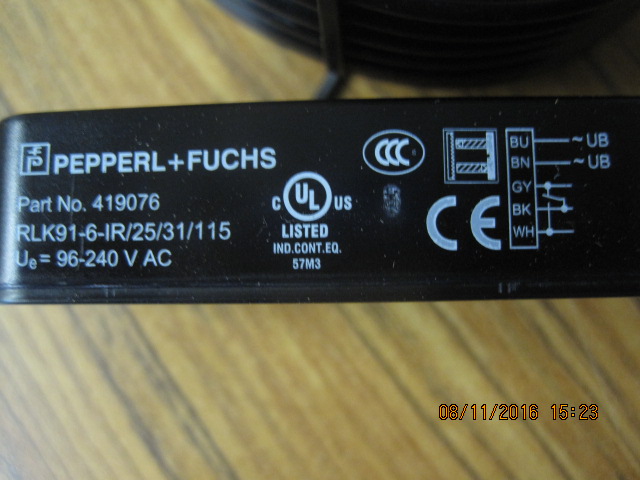 PEPPERL+FUCHS
Part No. 419076
RLK91-6-IR/25/31/115
Ue = 96-240 V AC
CCC
C UL US
LISTED
IND.CONT.EQ.
57M3
CE
BU ~ UB
BN ~ UB
GY
BK
WH
08/11/2016 15:23